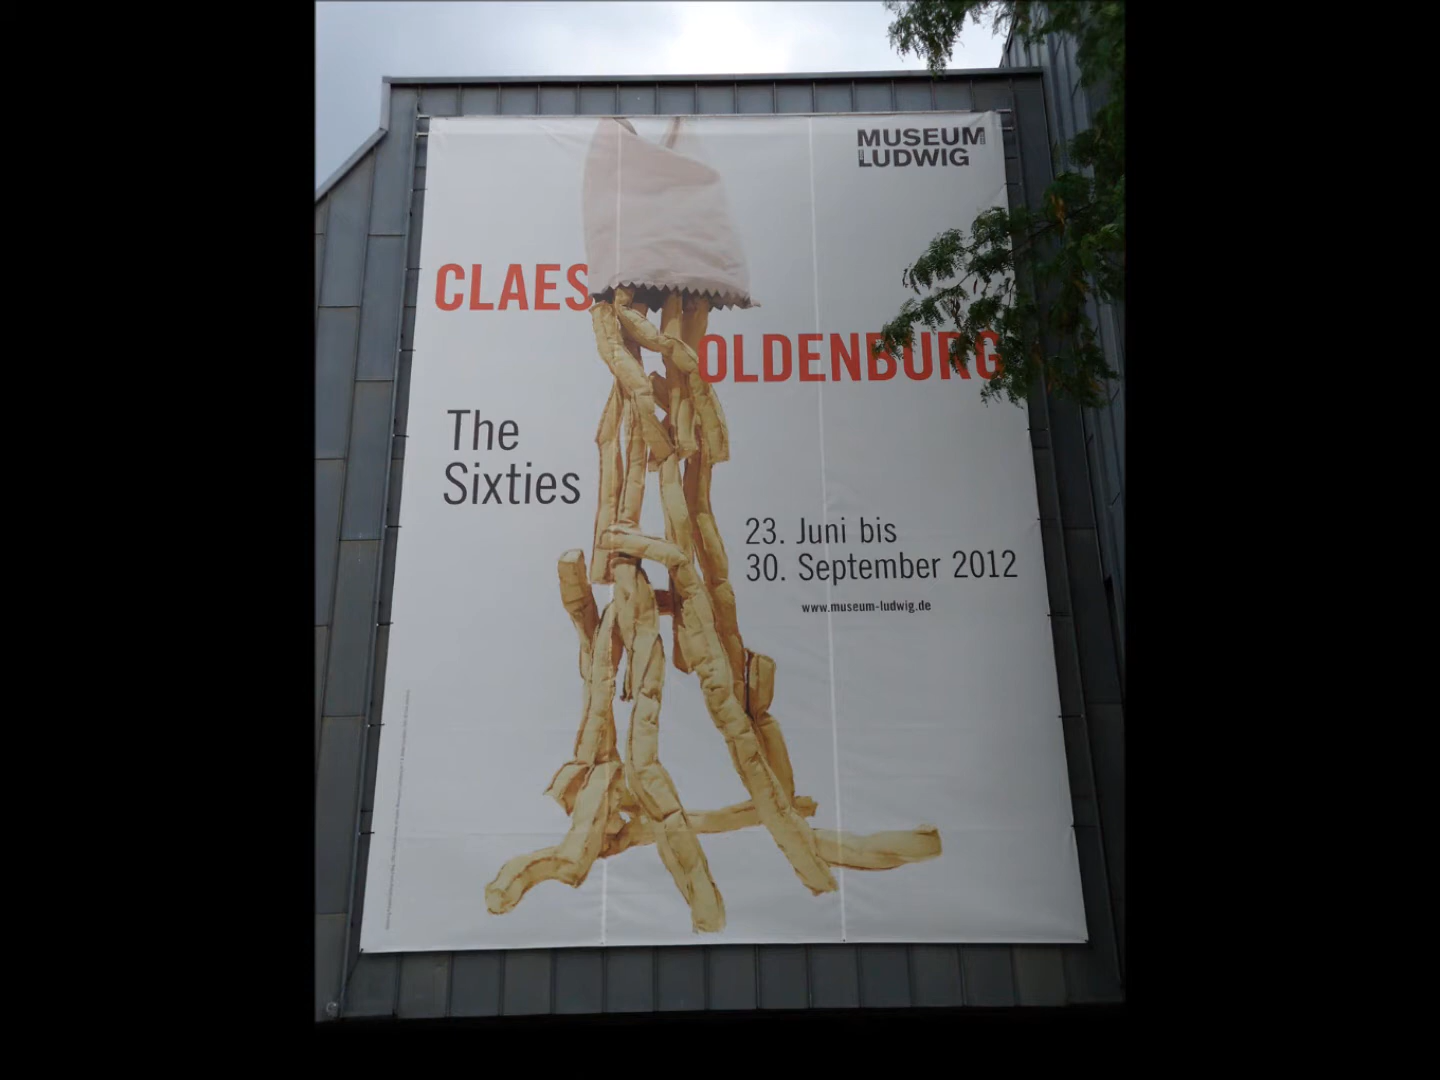 MUSEUM
LUDWIG
CLAES
OLDENBURG
The
Sixties
23. Juni bis
30. September 2012
www.museum-ludwig.de